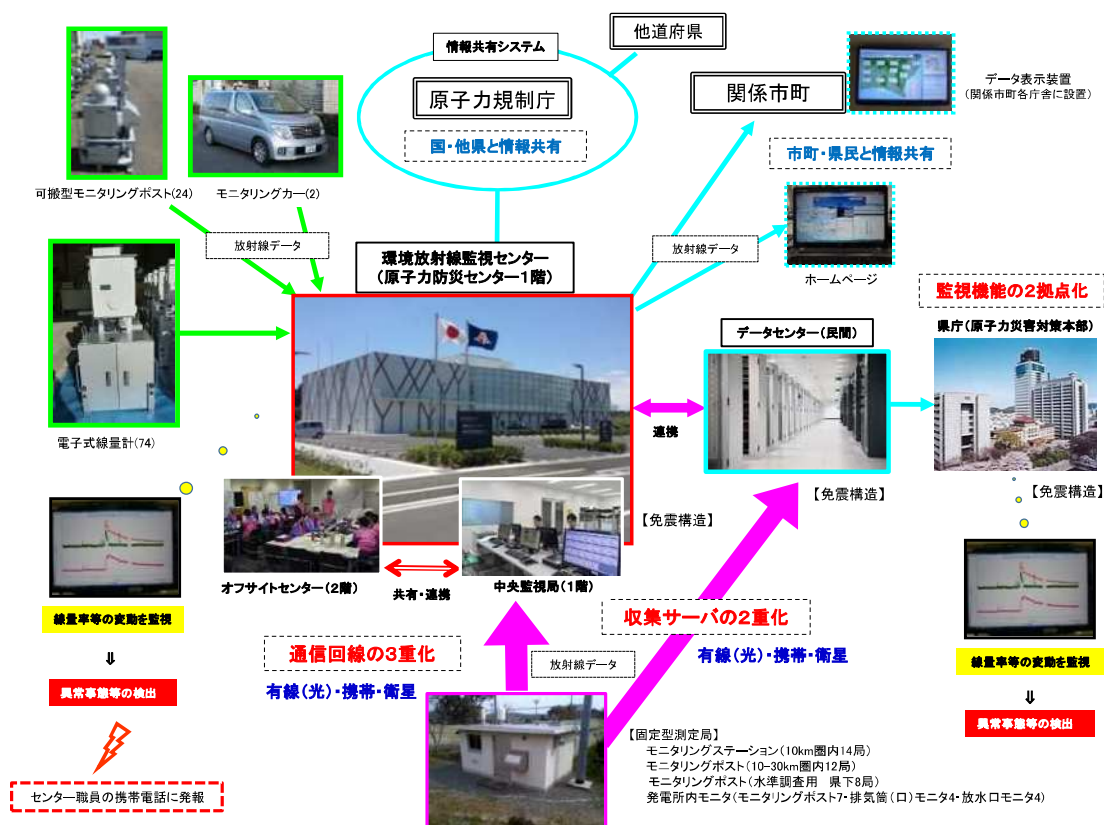 情報共有システム
原子力規制庁
国・他県と情報共有
他道府県
関係市町
データ表示装置
(関係市町各庁舎に設置)
市町・県民と情報共有
可搬型モニタリングポスト(24)
モニタリングカー(2)
放射線データ
環境放射線監視センター
(原子力防災センター1階)
放射線データ
ホームページ
監視機能の2拠点化
県庁(原子力災害対策本部)
データセンター(民間)
連携
電子式線量計(74)
【免震構造】
【免震構造】
【免震構造】
オフサイトセンター(2階)
共有・連携
中央監視局(1階)
線量率等の変動を監視
⇓
異常事態等の検出
センター職員の携帯電話に発報
通信回線の3重化
有線(光)・携帯・衛星
放射線データ
収集サーバの2重化
有線(光)・携帯・衛星
線量率等の変動を監視
⇓
異常事態等の検出
【固定型測定局】
モニタリングステーション(10km圏内14局)
モニタリングポスト(10-30km圏内12局)
モニタリングポスト(水準調査用 県下8局)
発電所内モニタ(モニタリングポスト7・排気筒(口)モニタ4・放水口モニタ4)